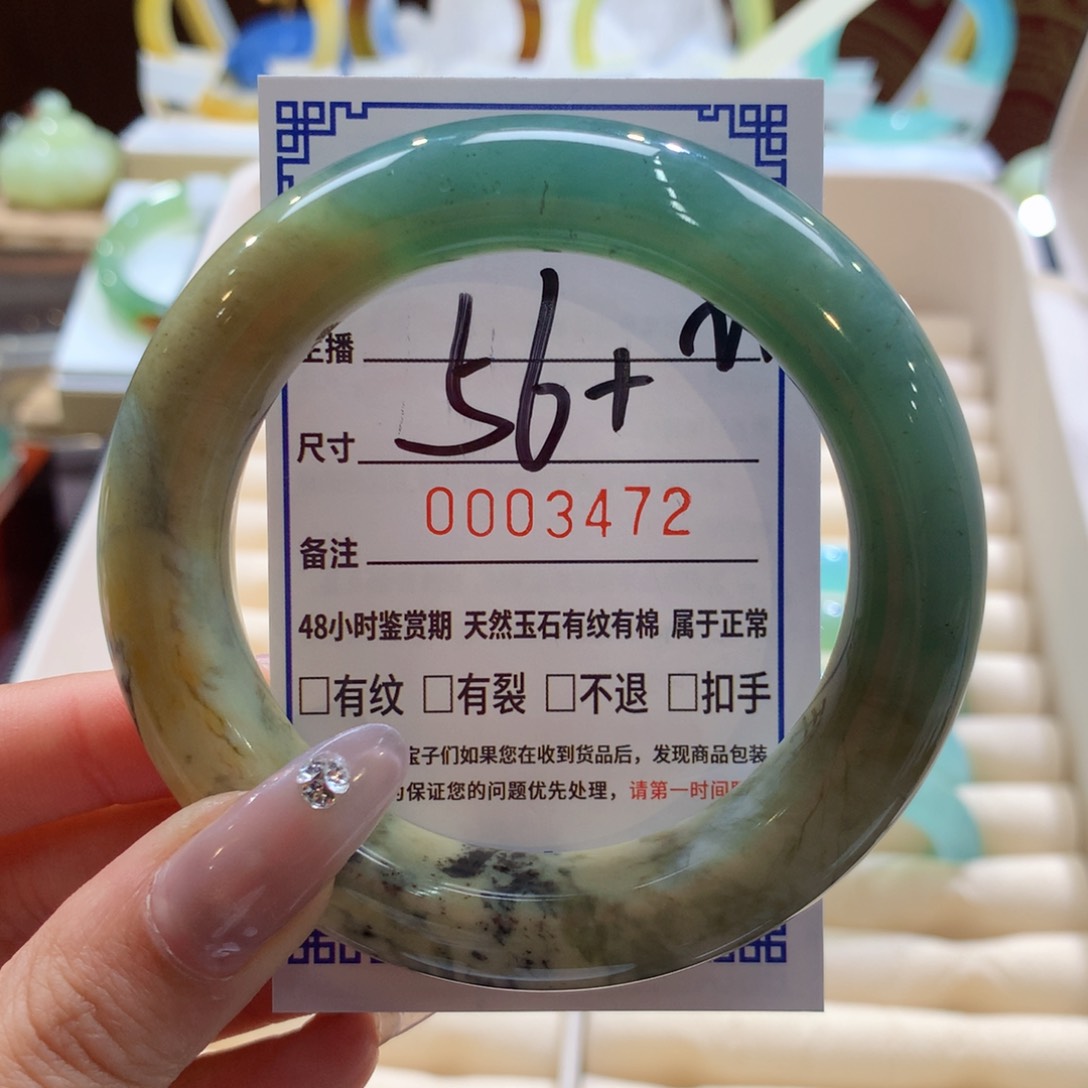 主播
尺寸 56+
0003472
备注
48小时鉴赏期 天然玉石有纹有棉 属于正常
□有纹 □有裂 □不退 □扣手
宝子们如果您在收到货品后，发现商品包装
保证您的问题优先处理，请第一时间